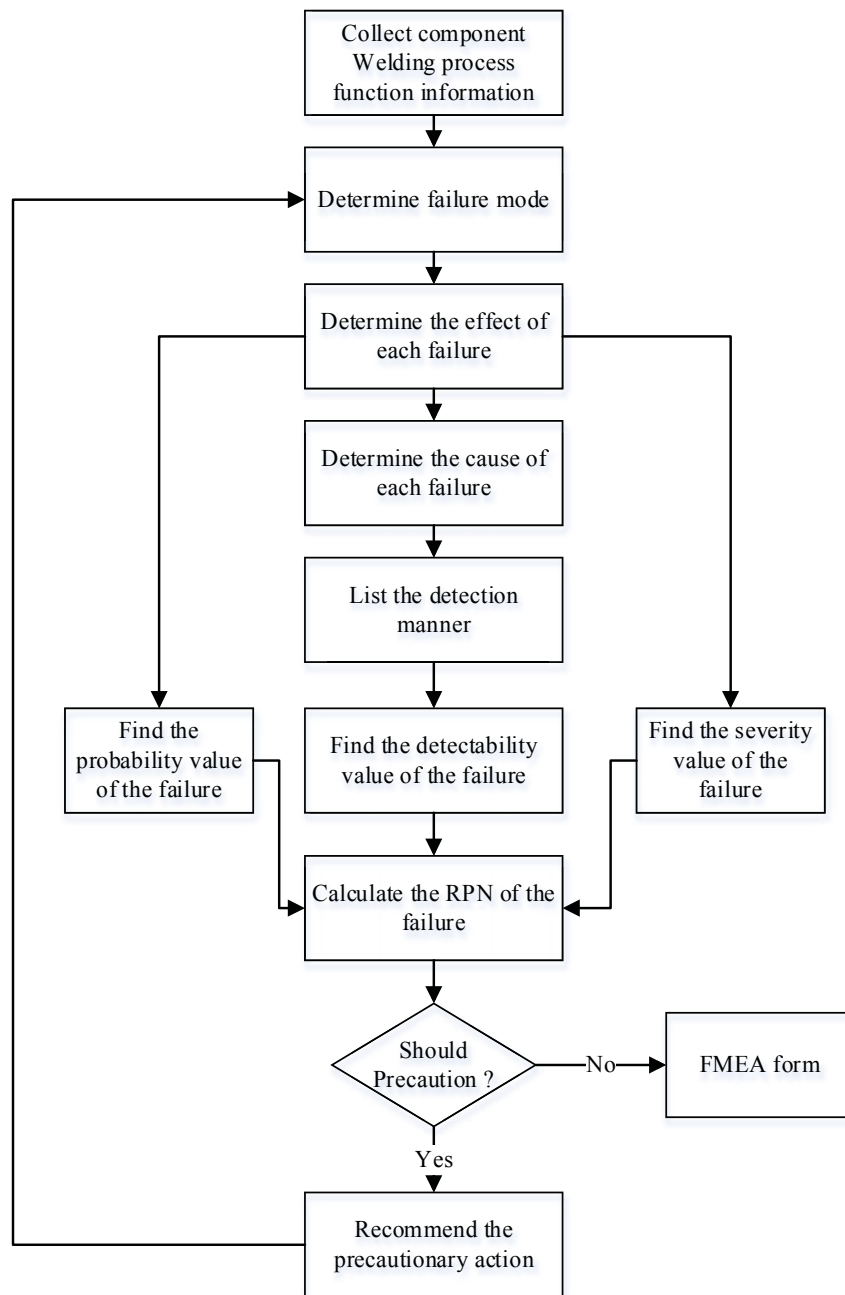 Collect component
Welding process
function information
Determine failure mode
Determine the effect of
each failure
Determine the cause of
each failure
List the detection
manner
Find the
probability value
of the failure
Find the detectability
value of the failure
Find the severity
value of the
failure
Calculate the RPN of the
failure
Should
Precaution ?
No
FMEA form
Yes
Recommend the
precautionary action